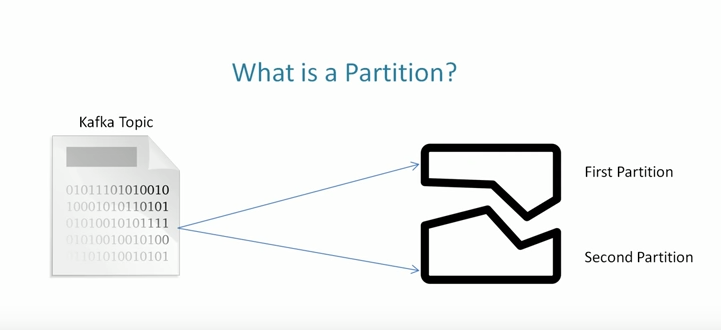 What is a Partition?
Kafka Topic
01011101010010
10001010110101
01010010101111
01010010010100
01101010010101
First Partition
Second Partition